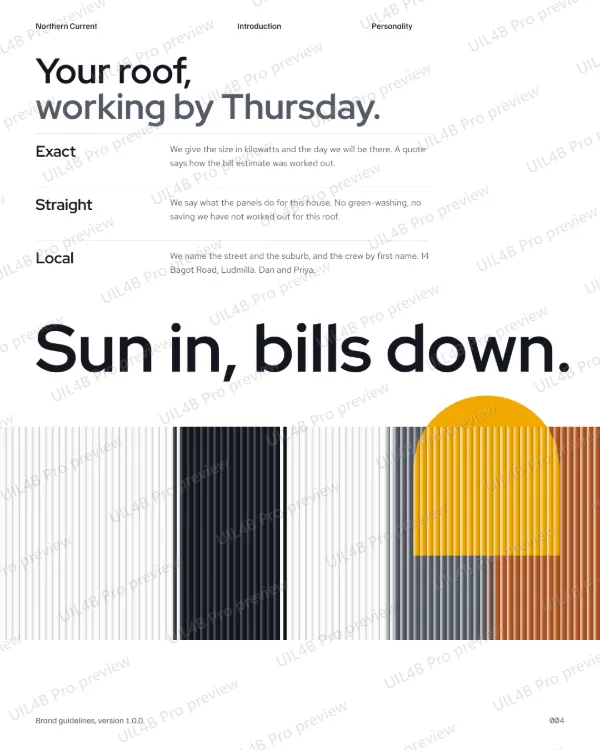 Northern Current
Introduction
Personality
Your roof,
working by Thursday.
Exact
We give the size in kilowatts and the day we will be there. A quote
says how the bill estimate was worked out.
Straight
We say what the panels do for this house. No green-washing, no
saving we have not worked out for this roof.
Local
We name the street and the suburb, and the crew by first name. 14
Bagot Road, Ludmilla. Dan and Priya.
Sun in, bills down.
Brand guidelines, version 1.0.0
004
UIL4B Pro preview